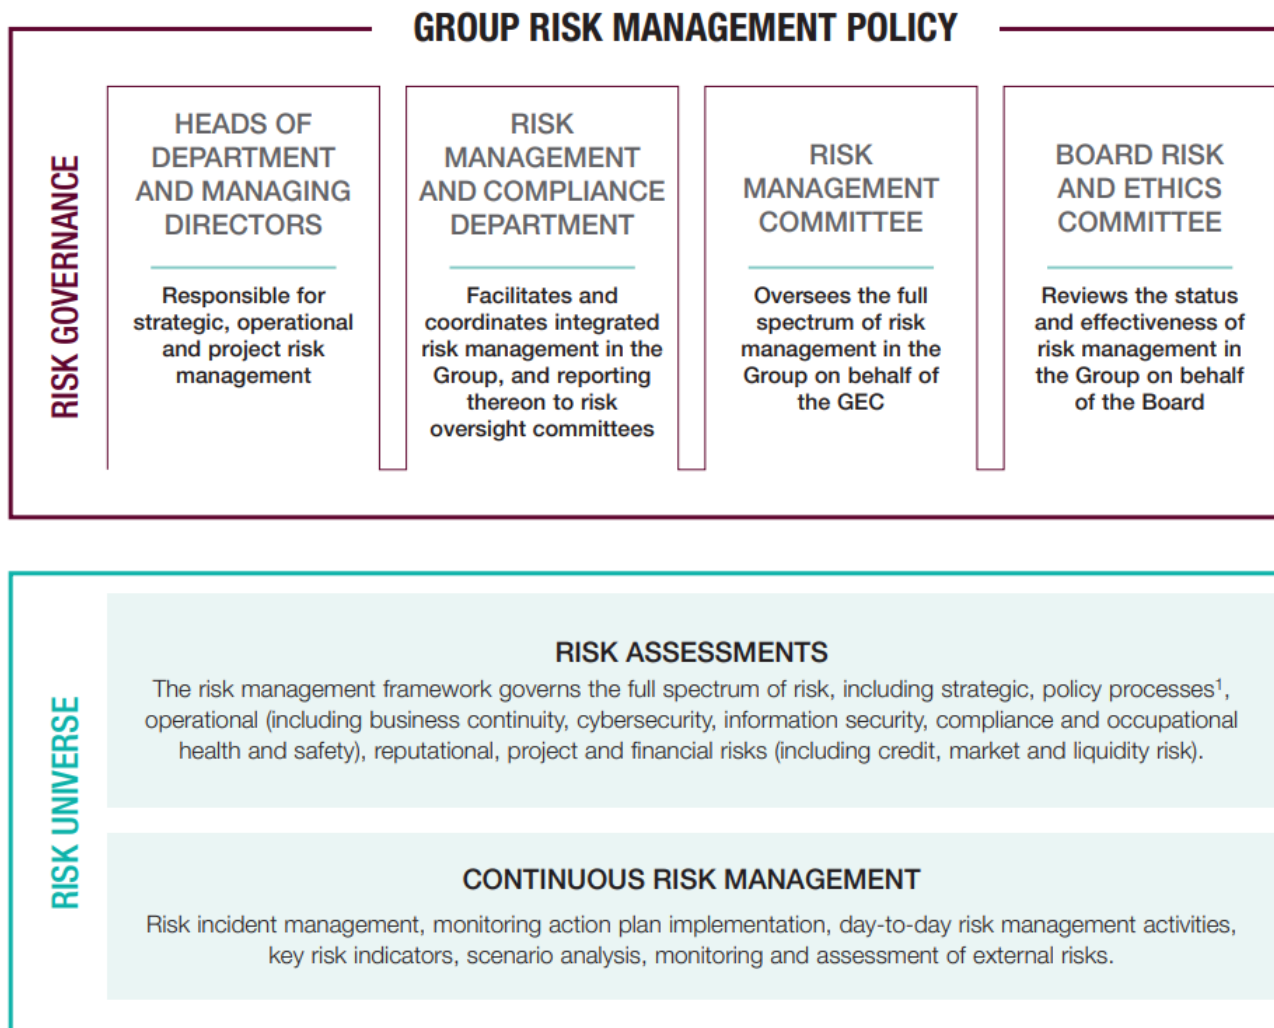 GROUP RISK MANAGEMENT POLICY
RISK GOVERNANCE
HEADS OF
DEPARTMENT
AND MANAGING
DIRECTORS
Responsible for
strategic, operational
and project risk
management
RISK
MANAGEMENT
AND COMPLIANCE
DEPARTMENT
Facilitates and
coordinates integrated
risk management in the
Group, and reporting
thereon to risk
oversight committees
RISK
MANAGEMENT
COMMITTEE
Oversees the full
spectrum of risk
management in the
Group on behalf of
the GEC
BOARD RISK
AND ETHICS
COMMITTEE
Reviews the status
and effectiveness of
risk management in
the Group on behalf
of the Board
RISK UNIVERSE
RISK ASSESSMENTS
The risk management framework governs the full spectrum of risk, including strategic, policy processes¹,
operational (including business continuity, cybersecurity, information security, compliance and occupational
health and safety), reputational, project and financial risks (including credit, market and liquidity risk).
CONTINUOUS RISK MANAGEMENT
Risk incident management, monitoring action plan implementation, day-to-day risk management activities,
key risk indicators, scenario analysis, monitoring and assessment of external risks.